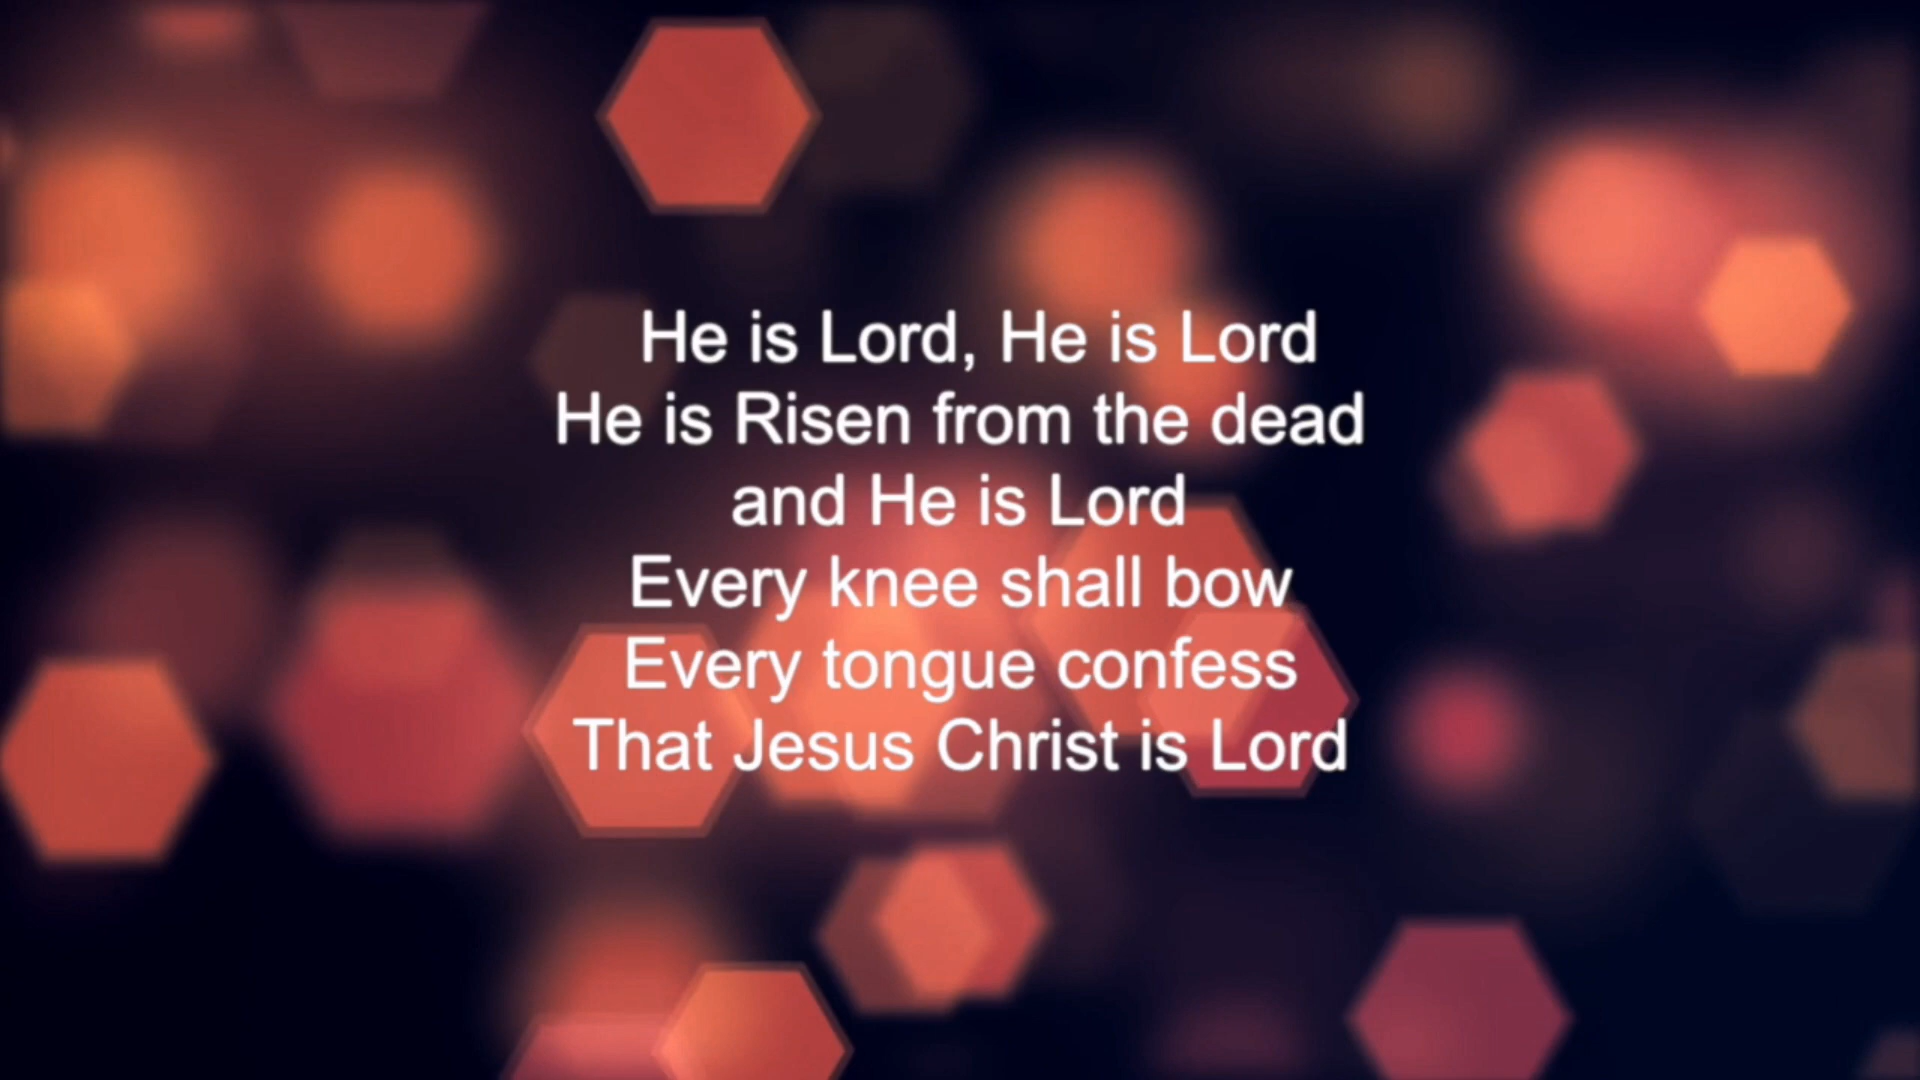 He is Lord, He is Lord
He is Risen from the dead
and He is Lord
Every knee shall bow
Every tongue confess
That Jesus Christ is Lord